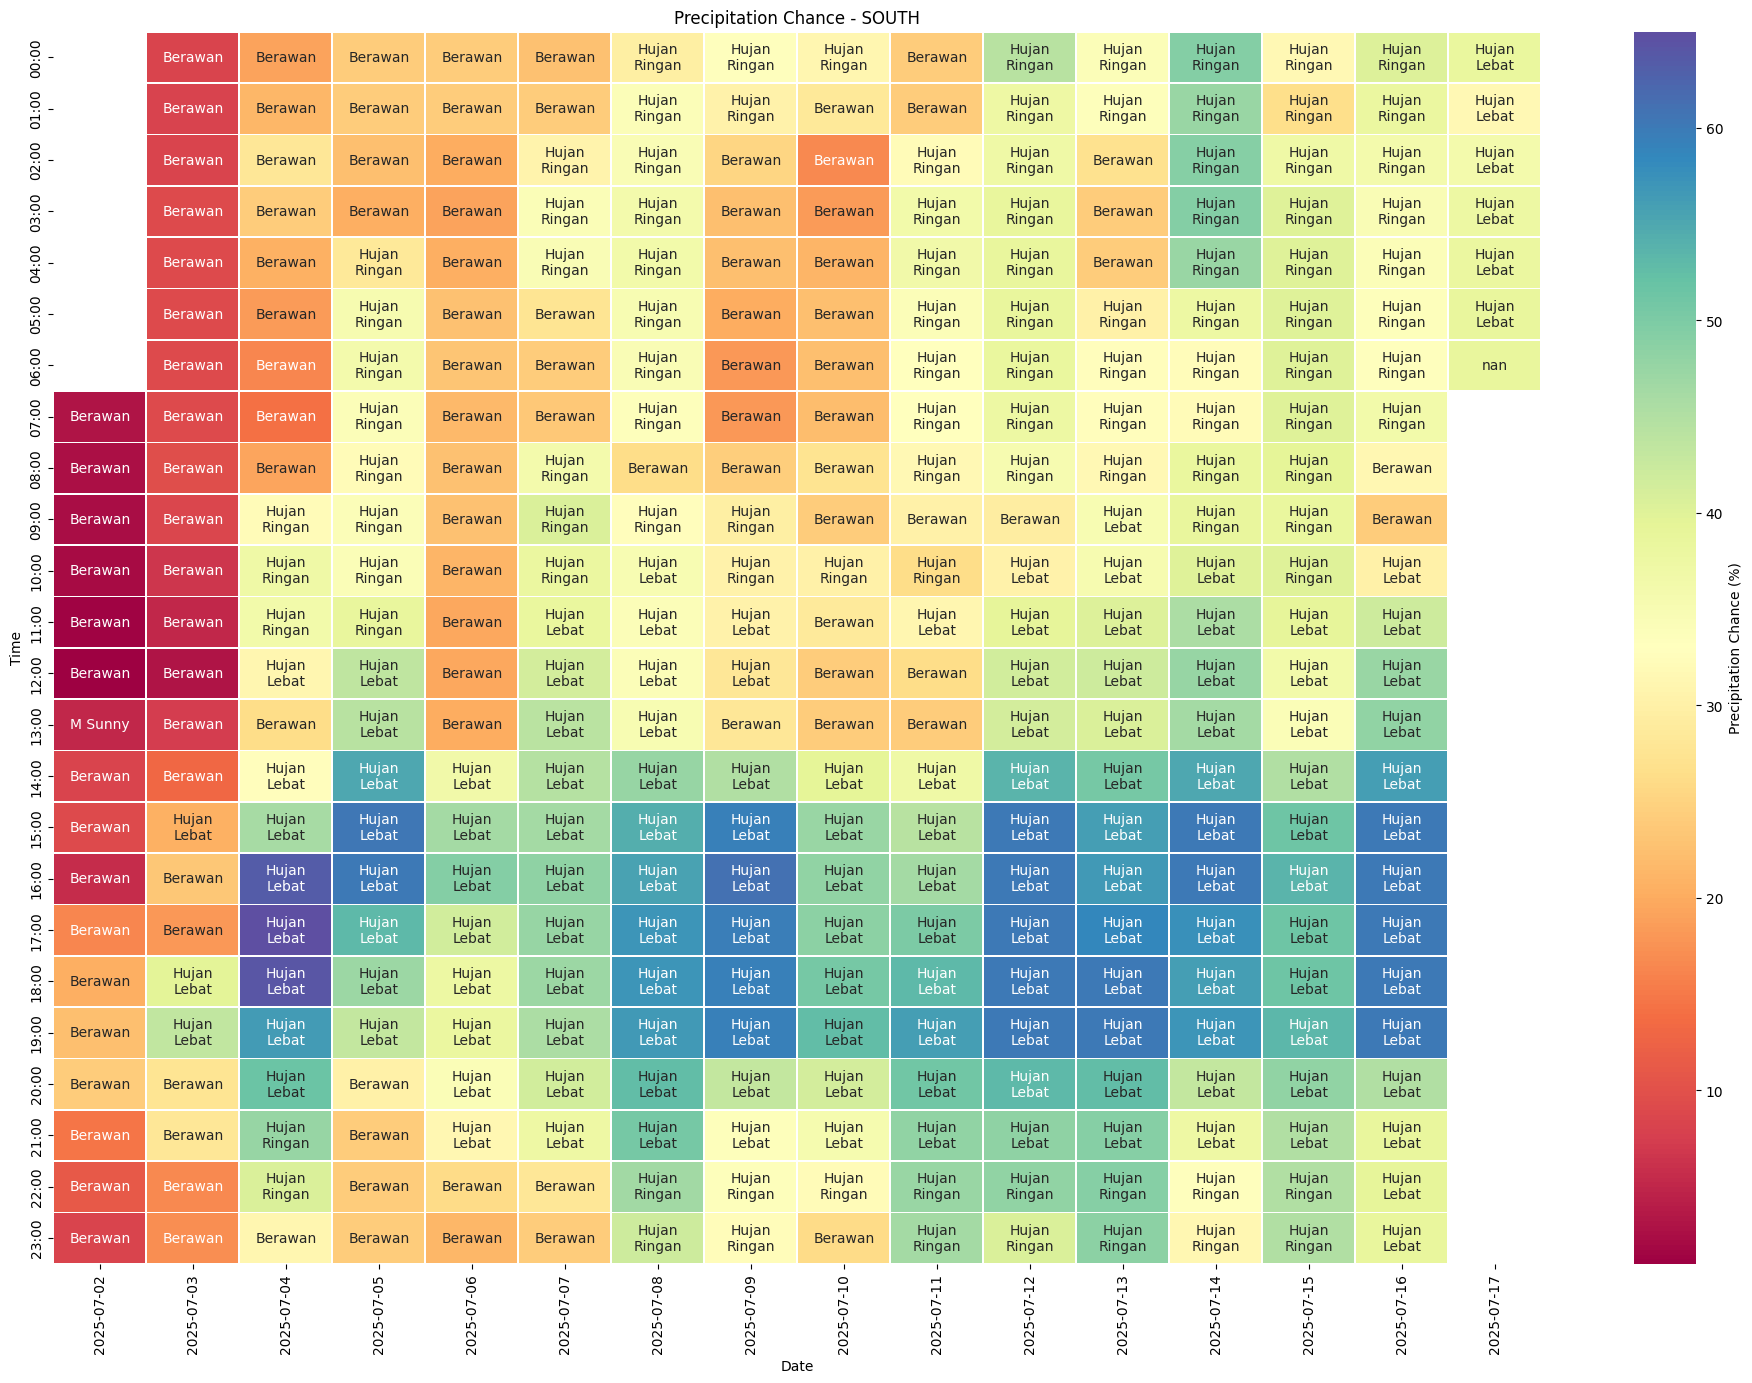 Precipitation Chance - SOUTH
00:00 Berawan Berawan Berawan Berawan Berawan Hujan Ringan Hujan Ringan Hujan Ringan Berawan Hujan Ringan Hujan Ringan Hujan Ringan Hujan Ringan Hujan Ringan Hujan Lebat
01:00 Berawan Berawan Berawan Berawan Berawan Hujan Ringan Hujan Ringan Berawan Berawan Hujan Ringan Hujan Ringan Hujan Ringan Hujan Ringan Hujan Ringan Hujan Lebat
02:00 Berawan Berawan Berawan Berawan Hujan Ringan Hujan Ringan Berawan Berawan Hujan Ringan Hujan Ringan Berawan Hujan Ringan Hujan Ringan Hujan Ringan Hujan Lebat
03:00 Berawan Berawan Berawan Berawan Hujan Ringan Hujan Ringan Berawan Berawan Hujan Ringan Hujan Ringan Berawan Hujan Ringan Hujan Ringan Hujan Ringan Hujan Lebat
04:00 Berawan Berawan Hujan Ringan Berawan Hujan Ringan Hujan Ringan Berawan Berawan Hujan Ringan Hujan Ringan Berawan Hujan Ringan Hujan Ringan Hujan Ringan Hujan Lebat
05:00 Berawan Berawan Hujan Ringan Berawan Berawan Hujan Ringan Berawan Berawan Hujan Ringan Hujan Ringan Hujan Ringan Hujan Ringan Hujan Ringan Hujan Ringan Hujan Lebat
06:00 Berawan Berawan Hujan Ringan Berawan Berawan Hujan Ringan Berawan Berawan Hujan Ringan Hujan Ringan Hujan Ringan Hujan Ringan Hujan Ringan Hujan Ringan nan
07:00 Berawan Berawan Berawan Hujan Ringan Berawan Berawan Hujan Ringan Berawan Berawan Hujan Ringan Hujan Ringan Hujan Ringan Hujan Ringan Hujan Ringan Hujan Ringan
08:00 Berawan Berawan Berawan Hujan Ringan Berawan Hujan Ringan Berawan Berawan Berawan Hujan Ringan Hujan Ringan Hujan Ringan Hujan Ringan Hujan Ringan Berawan
09:00 Berawan Berawan Hujan Ringan Hujan Ringan Berawan Hujan Ringan Hujan Ringan Hujan Ringan Berawan Berawan Berawan Hujan Lebat Hujan Ringan Hujan Ringan Berawan
10:00 Berawan Berawan Hujan Ringan Hujan Ringan Berawan Hujan Ringan Hujan Lebat Hujan Ringan Hujan Ringan Hujan Ringan Hujan Lebat Hujan Lebat Hujan Lebat Hujan Ringan Hujan Lebat
11:00 Berawan Berawan Hujan Ringan Hujan Ringan Berawan Hujan Lebat Hujan Lebat Hujan Lebat Berawan Hujan Lebat Hujan Lebat Hujan Lebat Hujan Lebat Hujan Lebat Hujan Lebat
12:00 Berawan Berawan Hujan Lebat Hujan Lebat Berawan Hujan Lebat Hujan Lebat Hujan Lebat Berawan Berawan Hujan Lebat Hujan Lebat Hujan Lebat Hujan Lebat Hujan Lebat
13:00 M Sunny Berawan Berawan Hujan Lebat Berawan Hujan Lebat Hujan Lebat Berawan Berawan Berawan Hujan Lebat Hujan Lebat Hujan Lebat Hujan Lebat Hujan Lebat
14:00 Berawan Berawan Hujan Lebat Hujan Lebat Hujan Lebat Hujan Lebat Hujan Lebat Hujan Lebat Hujan Lebat Hujan Lebat Hujan Lebat Hujan Lebat Hujan Lebat Hujan Lebat Hujan Lebat
15:00 Berawan Hujan Lebat Hujan Lebat Hujan Lebat Hujan Lebat Hujan Lebat Hujan Lebat Hujan Lebat Hujan Lebat Hujan Lebat Hujan Lebat Hujan Lebat Hujan Lebat Hujan Lebat Hujan Lebat
16:00 Berawan Berawan Hujan Lebat Hujan Lebat Hujan Lebat Hujan Lebat Hujan Lebat Hujan Lebat Hujan Lebat Hujan Lebat Hujan Lebat Hujan Lebat Hujan Lebat Hujan Lebat Hujan Lebat
17:00 Berawan Berawan Hujan Lebat Hujan Lebat Hujan Lebat Hujan Lebat Hujan Lebat Hujan Lebat Hujan Lebat Hujan Lebat Hujan Lebat Hujan Lebat Hujan Lebat Hujan Lebat Hujan Lebat
18:00 Berawan Hujan Lebat Hujan Lebat Hujan Lebat Hujan Lebat Hujan Lebat Hujan Lebat Hujan Lebat Hujan Lebat Hujan Lebat Hujan Lebat Hujan Lebat Hujan Lebat Hujan Lebat Hujan Lebat
19:00 Berawan Hujan Lebat Hujan Lebat Hujan Lebat Hujan Lebat Hujan Lebat Hujan Lebat Hujan Lebat Hujan Lebat Hujan Lebat Hujan Lebat Hujan Lebat Hujan Lebat Hujan Lebat Hujan Lebat
20:00 Berawan Berawan Hujan Lebat Berawan Hujan Lebat Hujan Lebat Hujan Lebat Hujan Lebat Hujan Lebat Hujan Lebat Hujan Lebat Hujan Lebat Hujan Lebat Hujan Lebat Hujan Lebat
21:00 Berawan Berawan Hujan Ringan Berawan Hujan Lebat Hujan Lebat Hujan Lebat Hujan Lebat Hujan Lebat Hujan Lebat Hujan Lebat Hujan Lebat Hujan Lebat Hujan Lebat Hujan Lebat
22:00 Berawan Berawan Hujan Ringan Berawan Berawan Berawan Hujan Ringan Hujan Ringan Hujan Ringan Hujan Ringan Hujan Ringan Hujan Ringan Hujan Ringan Hujan Ringan Hujan Lebat
23:00 Berawan Berawan Berawan Berawan Berawan Berawan Hujan Ringan Hujan Ringan Berawan Hujan Ringan Hujan Ringan Hujan Ringan Hujan Ringan Hujan Ringan Hujan Lebat
Time
2025-07-02 2025-07-03 2025-07-04 2025-07-05 2025-07-06 2025-07-07 2025-07-08 2025-07-09 2025-07-10 2025-07-11 2025-07-12 2025-07-13 2025-07-14 2025-07-15 2025-07-16 2025-07-17
Date
60
50
40
30
20
10
Precipitation Chance (%)